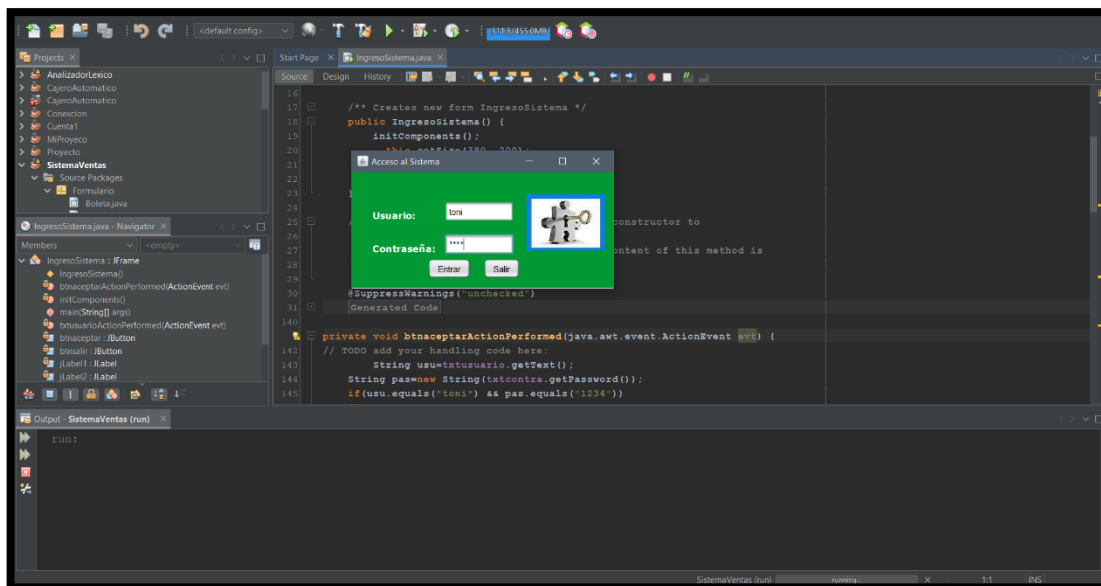 <default config>
311.8/455.0MB
Projects
Start Page
IngresoSistema.java
Source Design History
AnalizadorLexico
CajeroAutomatico
CajeroAutomatico
Conexcion
Cuenta1
MiProyeco
Proyecto
SistemaVentas
Source Packages
Formulario
Boleta.java
IngresoSistema.java - Navigator
Members
<empty>
IngresoSistema :: JFrame
IngresoSistema()
btnaceptarActionPerformed(ActionEvent evt)
initComponents()
main(String[] args)
txtusuarioActionPerformed(ActionEvent evt)
btnaceptar : JButton
btnsalir : JButton
jLabel1 : JLabel
jLabel2 : JLabel
16
17 /** Creates new form IngresoSistema */
18 public IngresoSistema() {
19 initComponents();
20
21
22
23
24
25 constructor to
26
27 ontent of this method is
28
29
30 @SuppressWarnings("unchecked")
31 Generated Code
140
private void btnaceptarActionPerformed(java.awt.event.ActionEvent evt) {
142 // TODO add your handling code here:
143 String usu=txtusuario.getText();
144 String pas=new String(txtcontra.getPassword());
145 if(usu.equals("toni") && pas.equals("1234"))
Acceso al Sistema
Usuario: toni
Contraseña: ****
Entrar Salir
Output - SistemaVentas (run)
run:
SistemaVentas (run) running... 1:1 INS